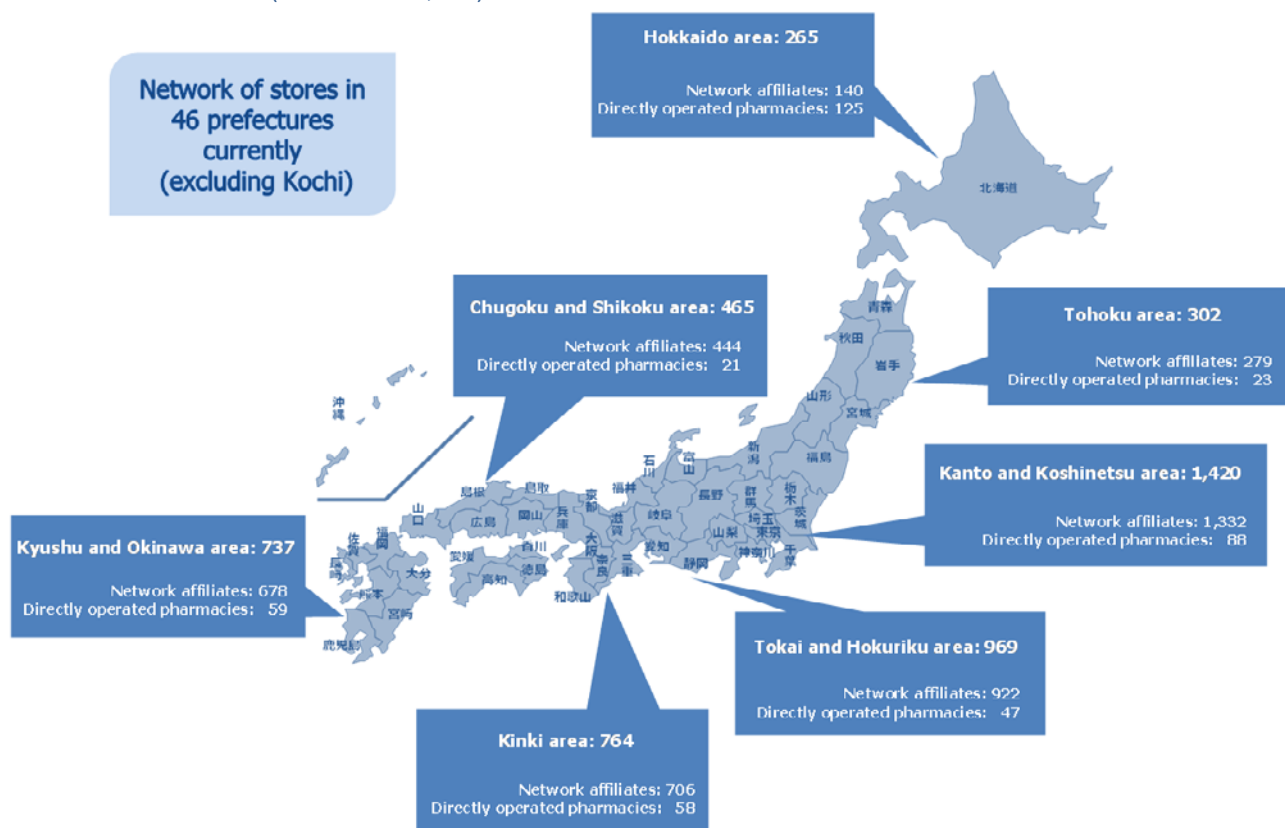 Hokkaido area: 265
Network affiliates: 140
Directly operated pharmacies: 125
Network of stores in
46 prefectures
currently
(excluding Kochi)
北海道
Chugoku and Shikoku area: 465
Network affiliates: 444
Directly operated pharmacies: 21
Tohoku area: 302
Network affiliates: 279
Directly operated pharmacies: 23
青森
秋田
岩手
山形
宮城
沖縄
新潟
福島
石川
富山
Kanto and Koshinetsu area: 1,420
Network affiliates: 1,332
Directly operated pharmacies: 88
島根
鳥取
京都
福井
長野
群馬
栃木
茨城
山口
広島
岡山
兵庫
滋賀
岐阜
山梨
埼玉
東京
Kyushu and Okinawa area: 737
Network affiliates: 678
Directly operated pharmacies: 59
佐賀
福岡
長崎
大分
熊本
宮崎
鹿児島
愛媛
香川
高知
徳島
大阪
奈良
三重
和歌山
愛知
静岡
神奈川
千葉
Tokai and Hokuriku area: 969
Network affiliates: 922
Directly operated pharmacies: 47
Kinki area: 764
Network affiliates: 706
Directly operated pharmacies: 58